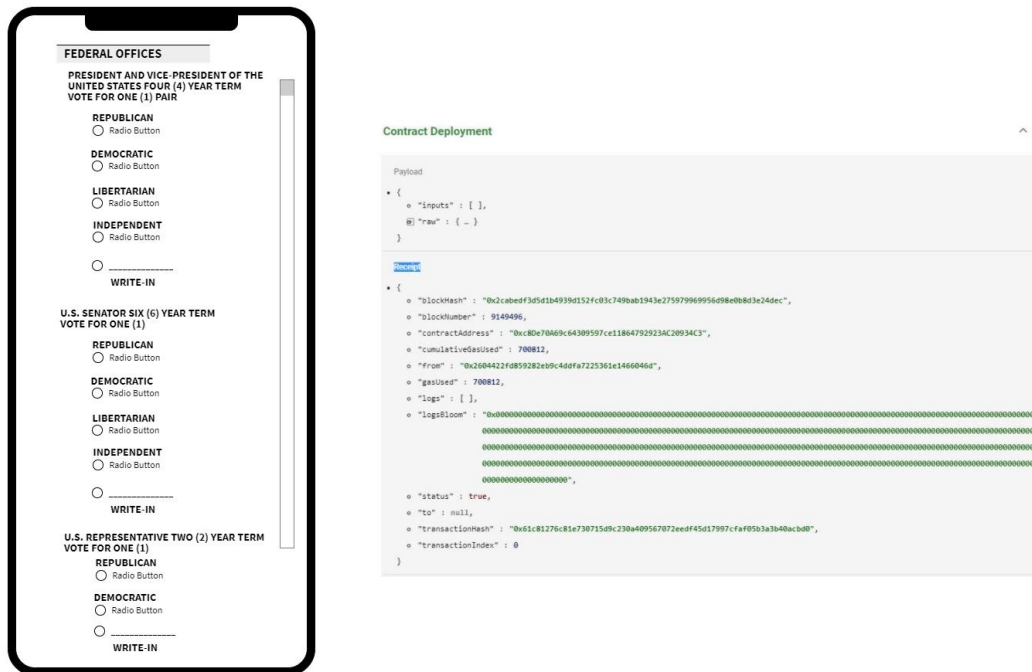 FEDERAL OFFICES
PRESIDENT AND VICE-PRESIDENT OF THE
UNITED STATES FOUR (4) YEAR TERM
VOTE FOR ONE (1) PAIR
REPUBLICAN
Radio Button
DEMOCRATIC
Radio Button
LIBERTARIAN
Radio Button
INDEPENDENT
Radio Button
______________
WRITE-IN
U.S. SENATOR SIX (6) YEAR TERM
VOTE FOR ONE (1)
REPUBLICAN
Radio Button
DEMOCRATIC
Radio Button
LIBERTARIAN
Radio Button
INDEPENDENT
Radio Button
______________
WRITE-IN
U.S. REPRESENTATIVE TWO (2) YEAR TERM
VOTE FOR ONE (1)
REPUBLICAN
Radio Button
DEMOCRATIC
Radio Button
______________
WRITE-IN
Contract Deployment
Payload
{
"inputs" : [ ],
"raw" : { … }
}
Receipt
{
"blockHash" : "0x2cabedf3d5d1b4939d152fc03c749bab1943e275979969956d98e0b8d3e24dec",
"blockNumber" : 9149496,
"contractAddress" : "0xc8De70A69c64309597ce11864792923AC20934C3",
"cumulativeGasUsed" : 700812,
"from" : "0x2604422fd859282eb9c4ddfa7225361e1466046d",
"gasUsed" : 700812,
"logs" : [ ],
"logsBloom" :
"status" : true,
"to" : null,
"transactionHash" : "0x61c81276c81e730715d9c230a409567072eedf45d17997cfaf05b3a3b40acbd0",
"transactionIndex" : 0
}